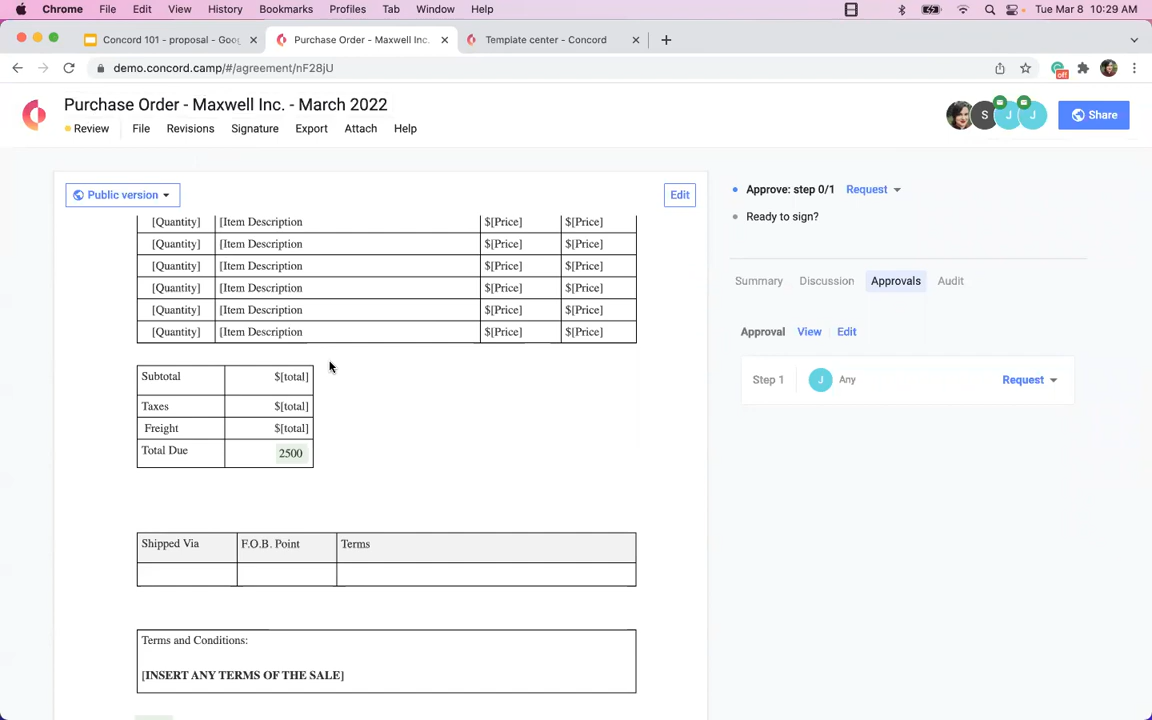 Chrome File Edit View History Bookmarks Profiles Tab Window Help Tue Mar 8 10:29 AM
Concord 101 - proposal - Goog Purchase Order - Maxwell Inc. - Template center - Concord
demo.concord.camp/#/agreement/nF28jU off
Purchase Order - Maxwell Inc. - March 2022
S J J Share
Review File Revisions Signature Export Attach Help
Public version Edit
Approve: step 0/1 Request
Ready to sign?
[Quantity] [Item Description $[Price] $[Price]
[Quantity] [Item Description $[Price] $[Price]
[Quantity] [Item Description $[Price] $[Price]
[Quantity] [Item Description $[Price] $[Price]
[Quantity] [Item Description $[Price] $[Price]
[Quantity] [Item Description $[Price] $[Price]
Summary Discussion Approvals Audit
Approval View Edit
Step 1 J Any Request
Subtotal $[total]
Taxes $[total]
Freight $[total]
Total Due 2500
Shipped Via F.O.B. Point Terms
Terms and Conditions:
[INSERT ANY TERMS OF THE SALE]